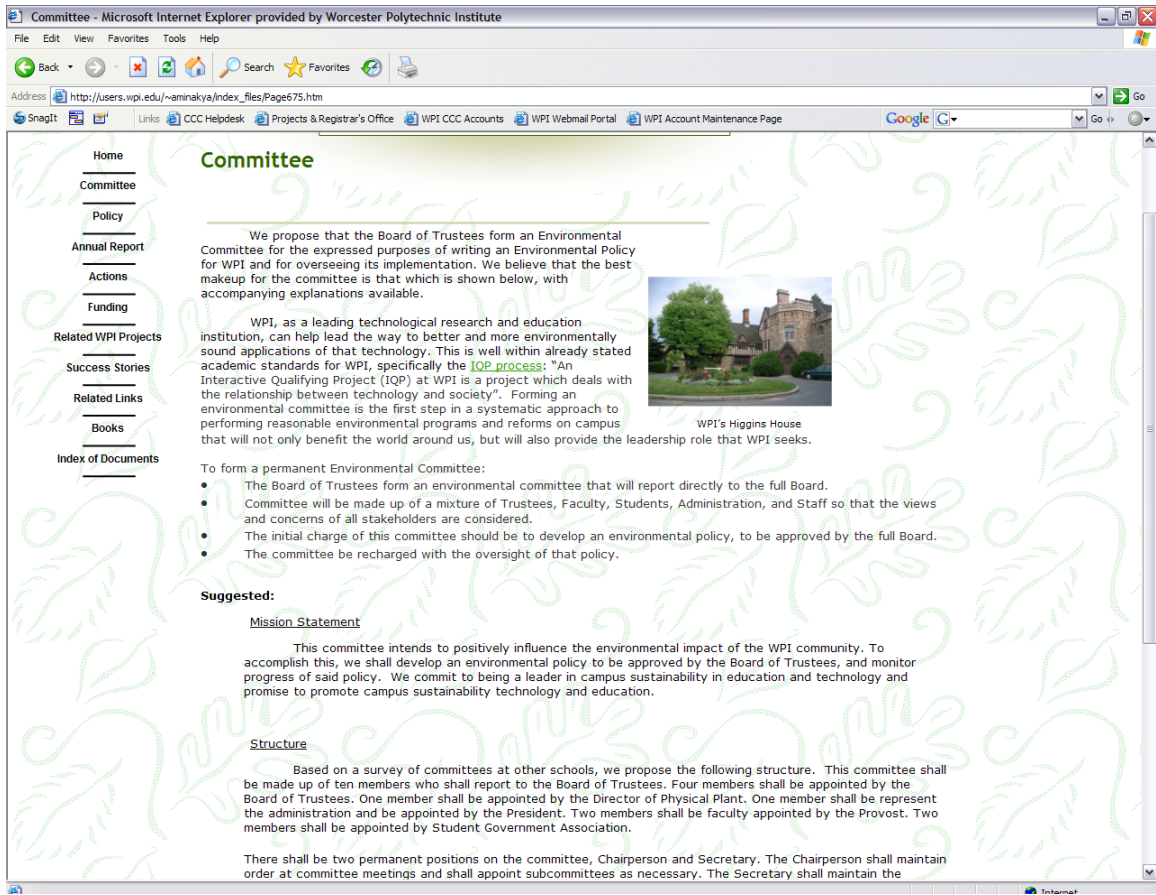 Committee - Microsoft Internet Explorer provided by Worcester Polytechnic Institute
File Edit View Favorites Tools Help
Back Search Favorites
Address http://users.wpi.edu/~aminakya/index_files/Page675.htm Go
SnagIt Links CCC Helpdesk Projects & Registrar's Office WPI CCC Accounts WPI Webmail Portal WPI Account Maintenance Page Google G Go
Home
Committee
Policy
Annual Report
Actions
Funding
Related WPI Projects
Success Stories
Related Links
Books
Index of Documents
Committee
We propose that the Board of Trustees form an Environmental
Committee for the expressed purposes of writing an Environmental Policy
for WPI and for overseeing its implementation. We believe that the best
makeup for the committee is that which is shown below, with
accompanying explanations available.
WPI, as a leading technological research and education
institution, can help lead the way to better and more environmentally
sound applications of that technology. This is well within already stated
academic standards for WPI, specifically the IQP process: “An
Interactive Qualifying Project (IQP) at WPI is a project which deals with
the relationship between technology and society”. Forming an
environmental committee is the first step in a systematic approach to
performing reasonable environmental programs and reforms on campus
that will not only benefit the world around us, but will also provide the leadership role that WPI seeks.
WPI's Higgins House
To form a permanent Environmental Committee:
• The Board of Trustees form an environmental committee that will report directly to the full Board.
• Committee will be made up of a mixture of Trustees, Faculty, Students, Administration, and Staff so that the views
and concerns of all stakeholders are considered.
• The initial charge of this committee should be to develop an environmental policy, to be approved by the full Board.
• The committee be recharged with the oversight of that policy.
Suggested:
Mission Statement
This committee intends to positively influence the environmental impact of the WPI community. To
accomplish this, we shall develop an environmental policy to be approved by the Board of Trustees, and monitor
progress of said policy. We commit to being a leader in campus sustainability in education and technology and
promise to promote campus sustainability technology and education.
Structure
Based on a survey of committees at other schools, we propose the following structure. This committee shall
be made up of ten members who shall report to the Board of Trustees. Four members shall be appointed by the
Board of Trustees. One member shall be appointed by the Director of Physical Plant. One member shall be represent
the administration and be appointed by the President. Two members shall be faculty appointed by the Provost. Two
members shall be appointed by Student Government Association.
There shall be two permanent positions on the committee, Chairperson and Secretary. The Chairperson shall maintain
order at committee meetings and shall appoint subcommittees as necessary. The Secretary shall maintain the
Internet